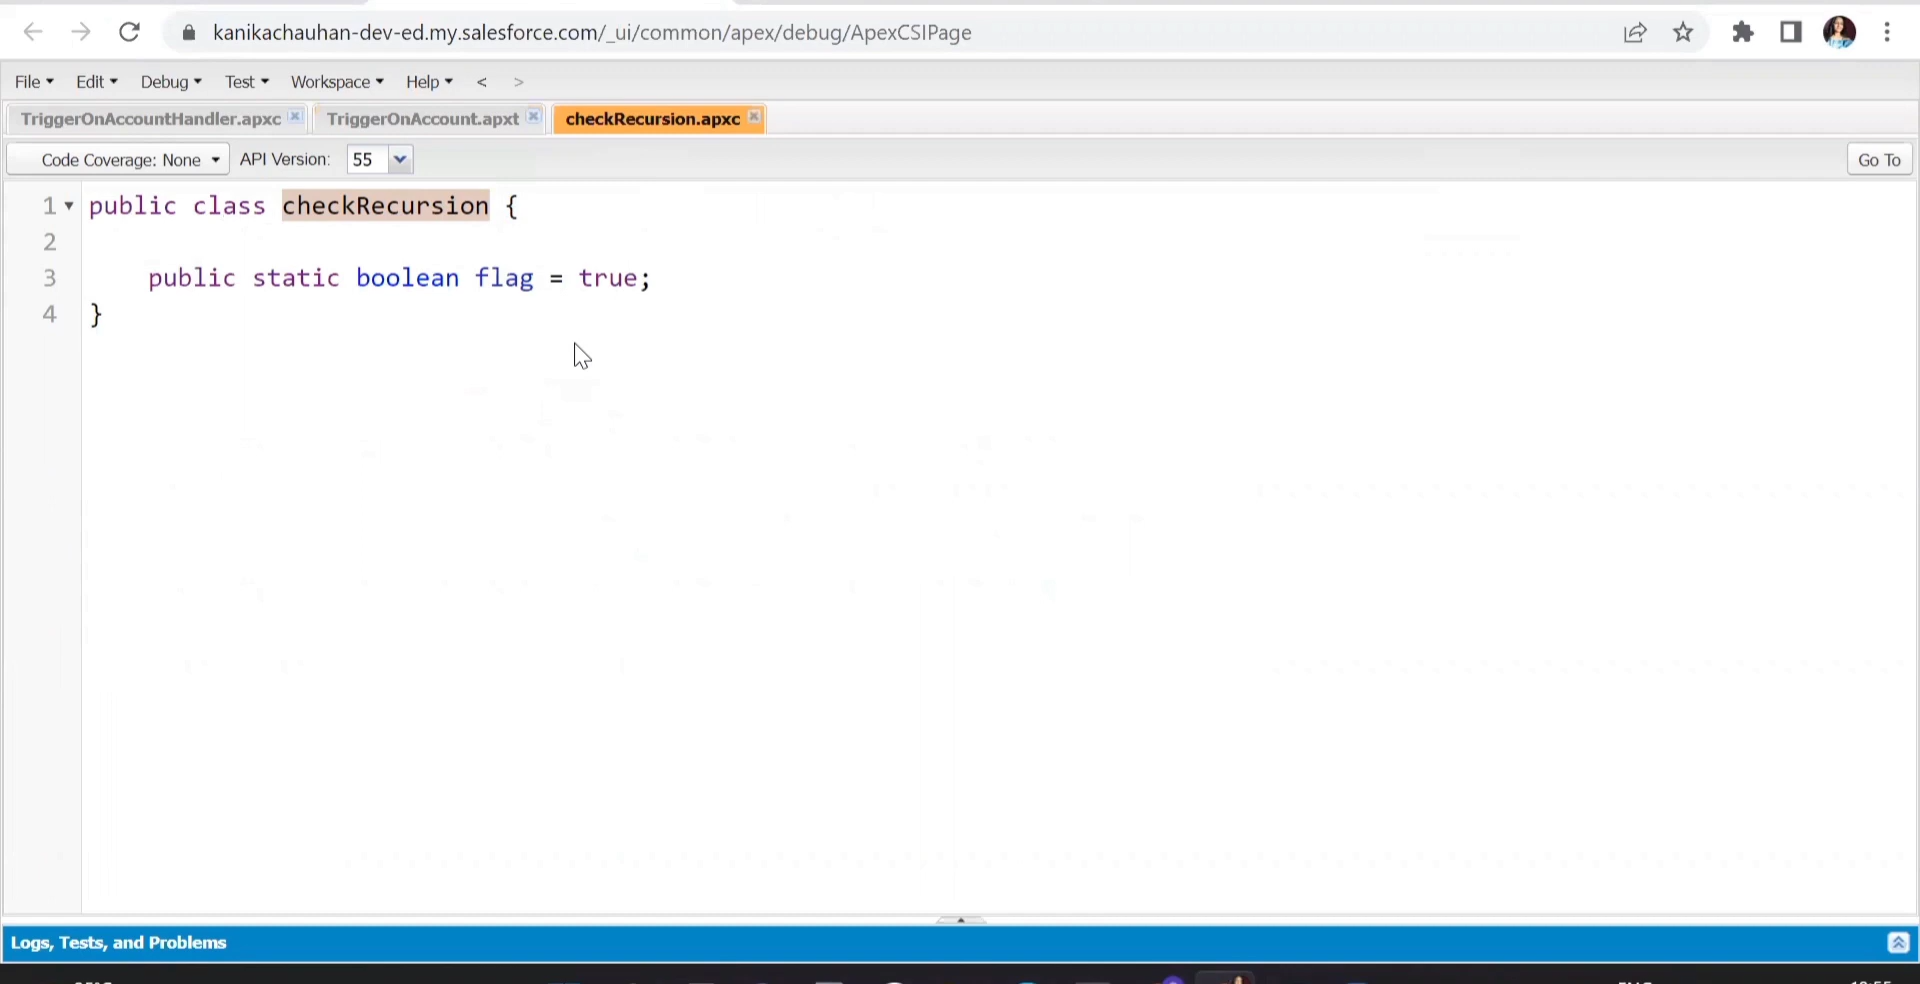 kanikachauhan-dev-ed.my.salesforce.com/_ui/common/apex/debug/ApexCSIPage
File Edit Debug Test Workspace Help < >
TriggerOnAccountHandler.apxc TriggerOnAccount.apxt checkRecursion.apxc
Code Coverage: None API Version: 55 Go To
1 public class checkRecursion {
2
3 public static boolean flag = true;
4 }
Logs, Tests, and Problems